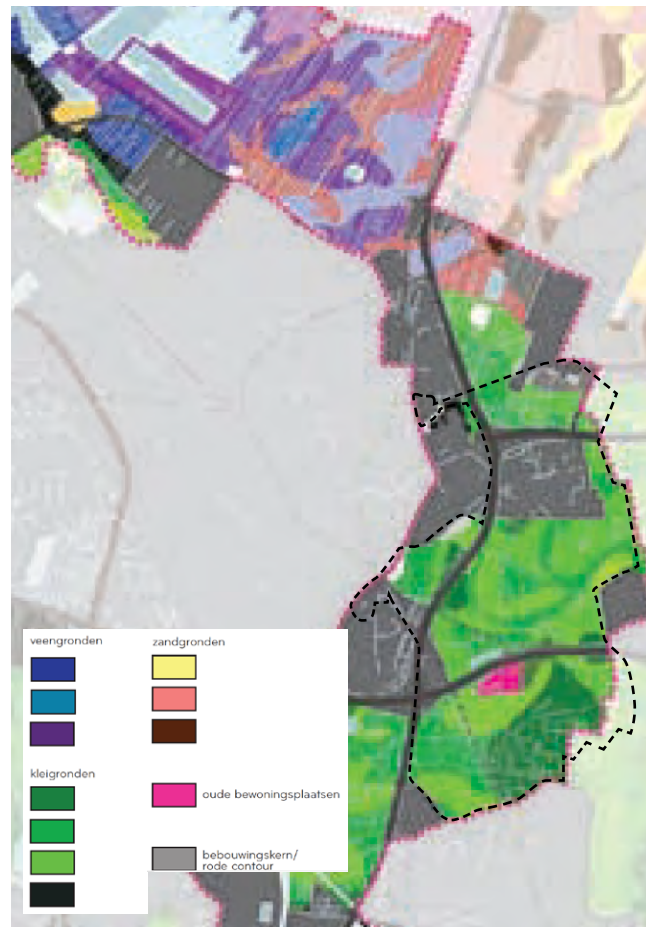 veengronden
zandgronden
kleigronden
oude bewoningsplaatsen
bebouwingskern/
rode contour